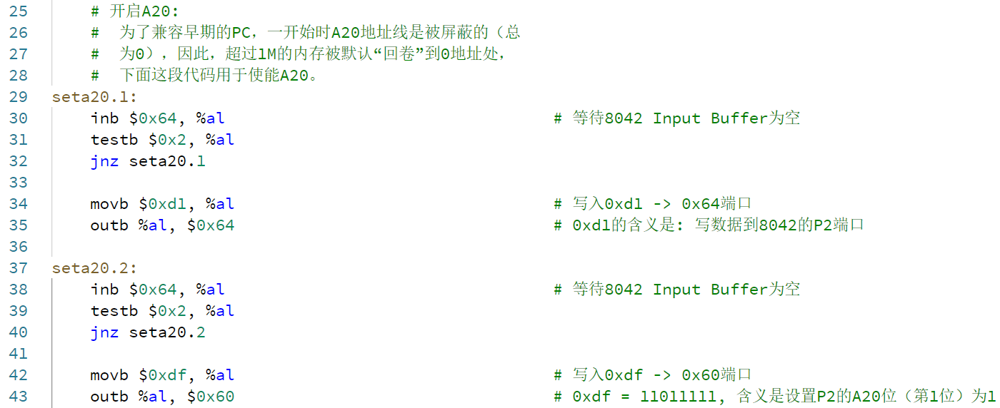 25 # 开启A20:
26 # 为了兼容早期的PC，一开始时A20地址线是被屏蔽的（总
27 # 为0），因此，超过1M的内存被默认“回卷”到0地址处，
28 # 下面这段代码用于使能A20。
29 seta20.1:
30 inb $0x64, %al # 等待8042 Input Buffer为空
31 testb $0x2, %al
32 jnz seta20.1
33
34 movb $0xd1, %al # 写入0xd1 -> 0x64端口
35 outb %al, $0x64 # 0xd1的含义是: 写数据到8042的P2端口
36
37 seta20.2:
38 inb $0x64, %al # 等待8042 Input Buffer为空
39 testb $0x2, %al
40 jnz seta20.2
41
42 movb $0xdf, %al # 写入0xdf -> 0x60端口
43 outb %al, $0x60 # 0xdf = 11011111, 含义是设置P2的A20位（第1位）为1